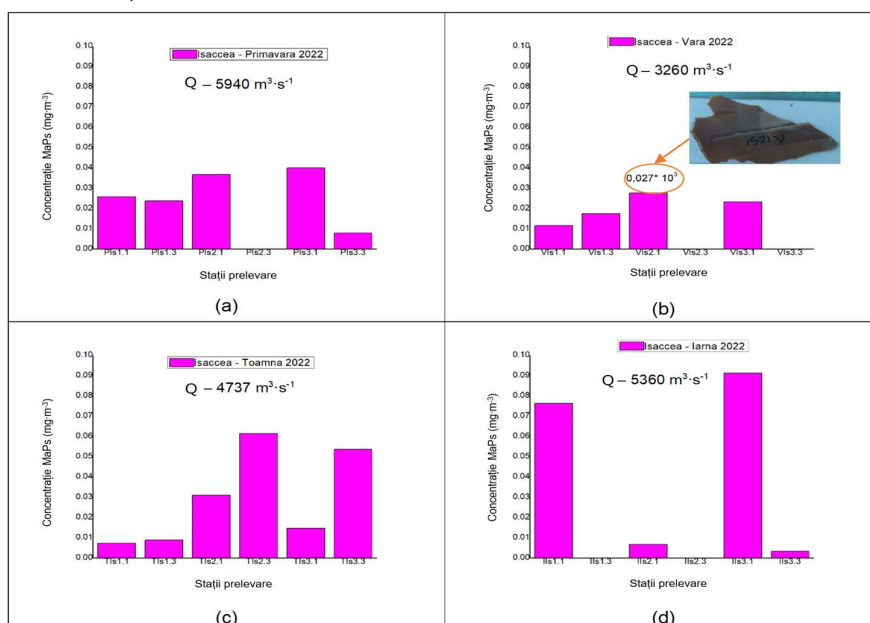 Isaccea - Primavara 2022
Q – 5940 m³·s⁻¹
Concentrație MaPs (mg·m⁻³)
0.10
0.09
0.08
0.07
0.06
0.05
0.04
0.03
0.02
0.01
0.00
PIs1.1 PIs1.3 PIs2.1 PIs2.3 PIs3.1 PIs3.3
Stații prelevare
(a)
Isaccea - Vara 2022
Q – 3260 m³·s⁻¹
Concentrație MaPs (mg·m⁻³)
0.10
0.09
0.08
0.07
0.06
0.05
0.04
0.03
0.02
0.01
0.00
0,027* 10³
VIs1.1 VIs1.3 VIs2.1 VIs2.3 VIs3.1 VIs3.3
Stații prelevare
(b)
Isaccea - Toamna 2022
Q – 4737 m³·s⁻¹
Concentrație MaPs (mg·m⁻³)
0.10
0.09
0.08
0.07
0.06
0.05
0.04
0.03
0.02
0.01
0.00
TIs1.1 TIs1.3 TIs2.1 TIs2.3 TIs3.1 TIs3.3
Stații prelevare
(c)
Isaccea - Iarna 2022
Q – 5360 m³·s⁻¹
Concentrație MaPs (mg·m⁻³)
0.10
0.09
0.08
0.07
0.06
0.05
0.04
0.03
0.02
0.01
0.00
IIs1.1 IIs1.3 IIs2.1 IIs2.3 IIs3.1 IIs3.3
Stații prelevare
(d)